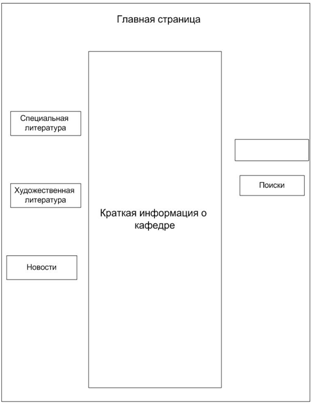 Главная страница
Специальная
литература
Художественная
литература
Новости
Краткая информация о
кафедре
Поиски